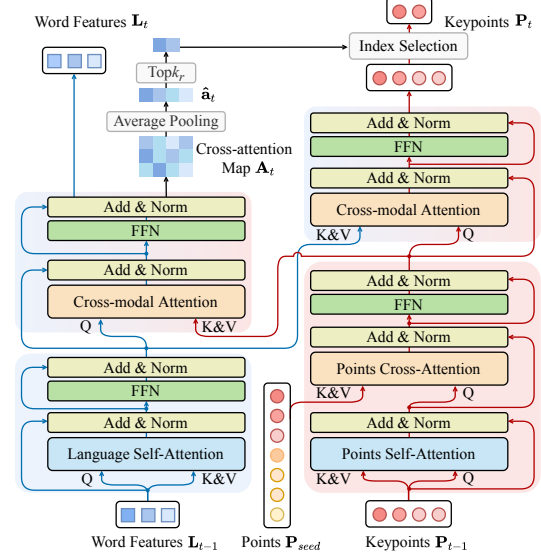 Word Features L_t
Keypoints P_t
Index Selection
Topk_r
â_t
Average Pooling
Cross-attention
Map A_t
Add & Norm
FFN
Add & Norm
Cross-modal Attention
Q
K&V
Add & Norm
FFN
Add & Norm
Language Self-Attention
Q
K&V
Word Features L_{t-1}
Add & Norm
FFN
Add & Norm
Cross-modal Attention
K&V
Q
Add & Norm
FFN
Add & Norm
Points Cross-Attention
K&V
Q
Add & Norm
Points Self-Attention
K&V
Q
Points P_{seed}
Keypoints P_{t-1}